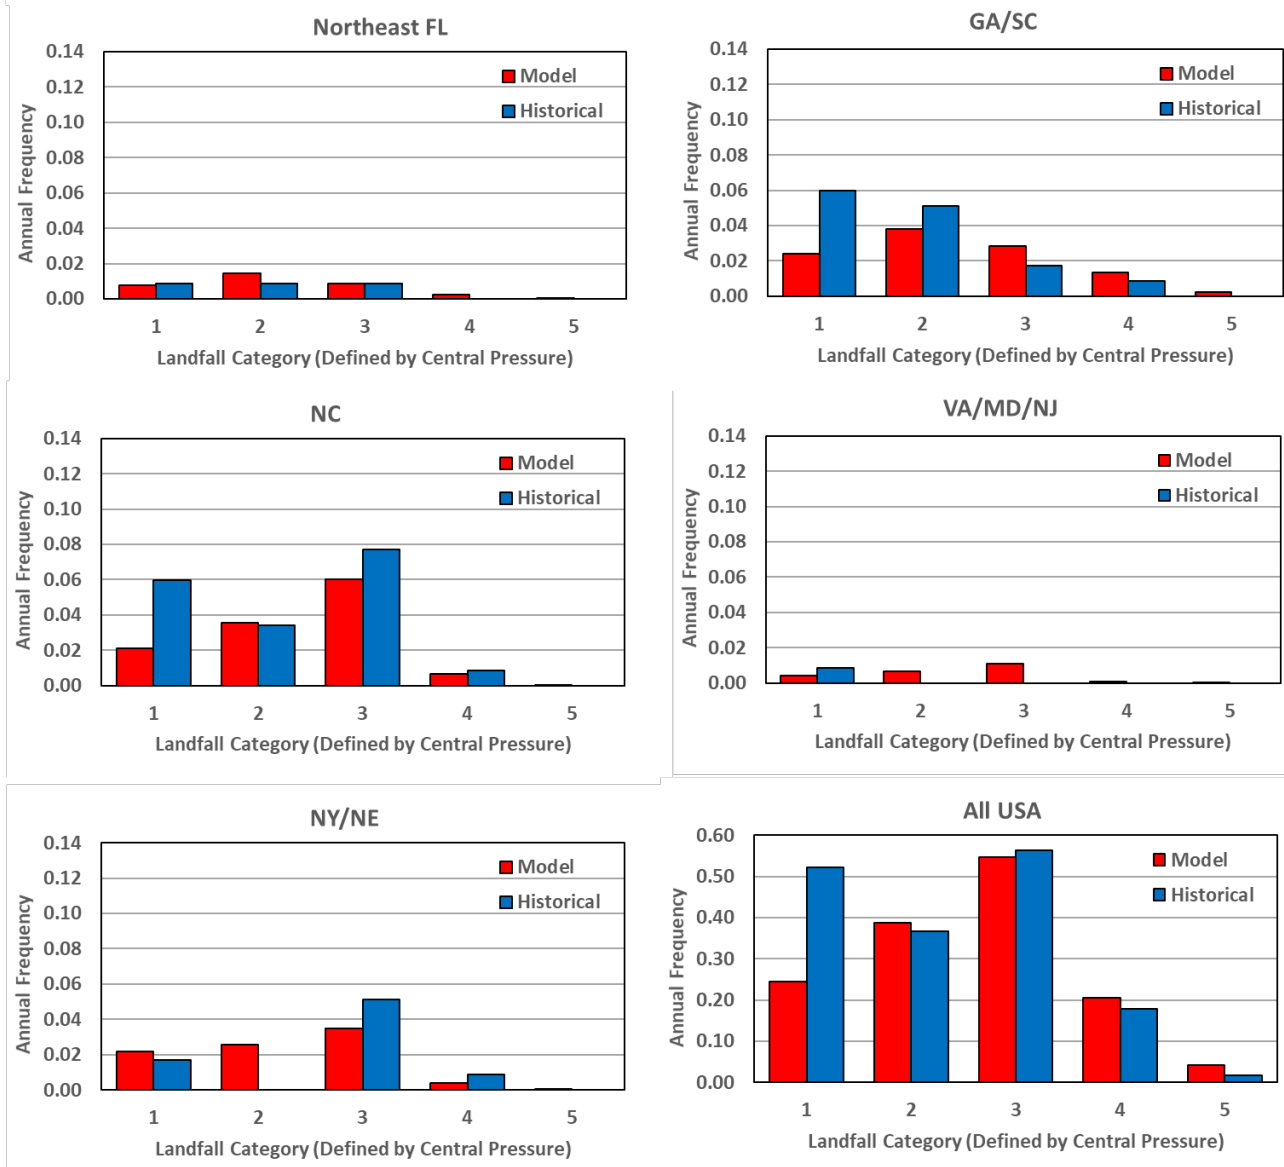 Northeast FL
0.14
0.12
0.10
0.08
0.06
0.04
0.02
0.00
Annual Frequency
Model
Historical
1 2 3 4 5
Landfall Category (Defined by Central Pressure)
GA/SC
0.14
0.12
0.10
0.08
0.06
0.04
0.02
0.00
Annual Frequency
Model
Historical
1 2 3 4 5
Landfall Category (Defined by Central Pressure)
NC
0.14
0.12
0.10
0.08
0.06
0.04
0.02
0.00
Annual Frequency
Model
Historical
1 2 3 4 5
Landfall Category (Defined by Central Pressure)
VA/MD/NJ
0.14
0.12
0.10
0.08
0.06
0.04
0.02
0.00
Annual Frequency
Model
Historical
1 2 3 4 5
Landfall Category (Defined by Central Pressure)
NY/NE
0.14
0.12
0.10
0.08
0.06
0.04
0.02
0.00
Annual Frequency
Model
Historical
1 2 3 4 5
Landfall Category (Defined by Central Pressure)
All USA
0.60
0.50
0.40
0.30
0.20
0.10
0.00
Annual Frequency
Model
Historical
1 2 3 4 5
Landfall Category (Defined by Central Pressure)